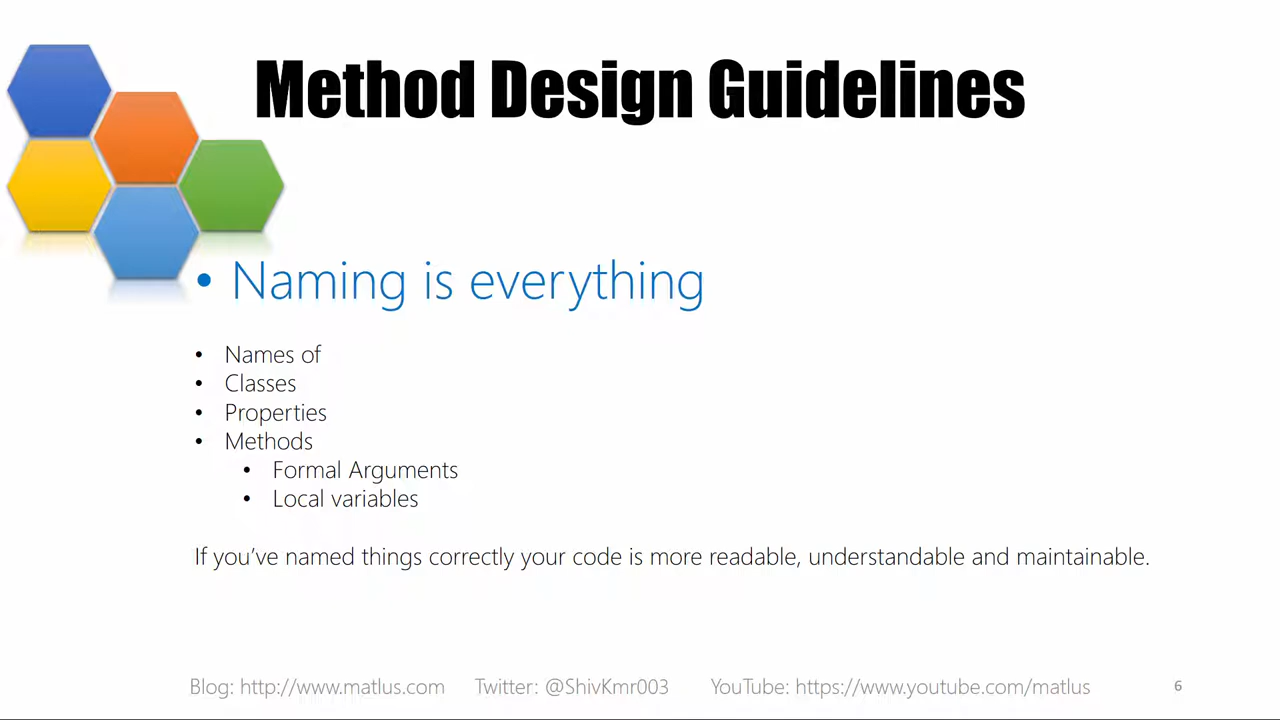 Method Design Guidelines
• Naming is everything
• Names of
• Classes
• Properties
• Methods
• Formal Arguments
• Local variables
If you've named things correctly your code is more readable, understandable and maintainable.
Blog: http://www.matlus.com Twitter: @ShivKmr003 YouTube: https://www.youtube.com/matlus 6